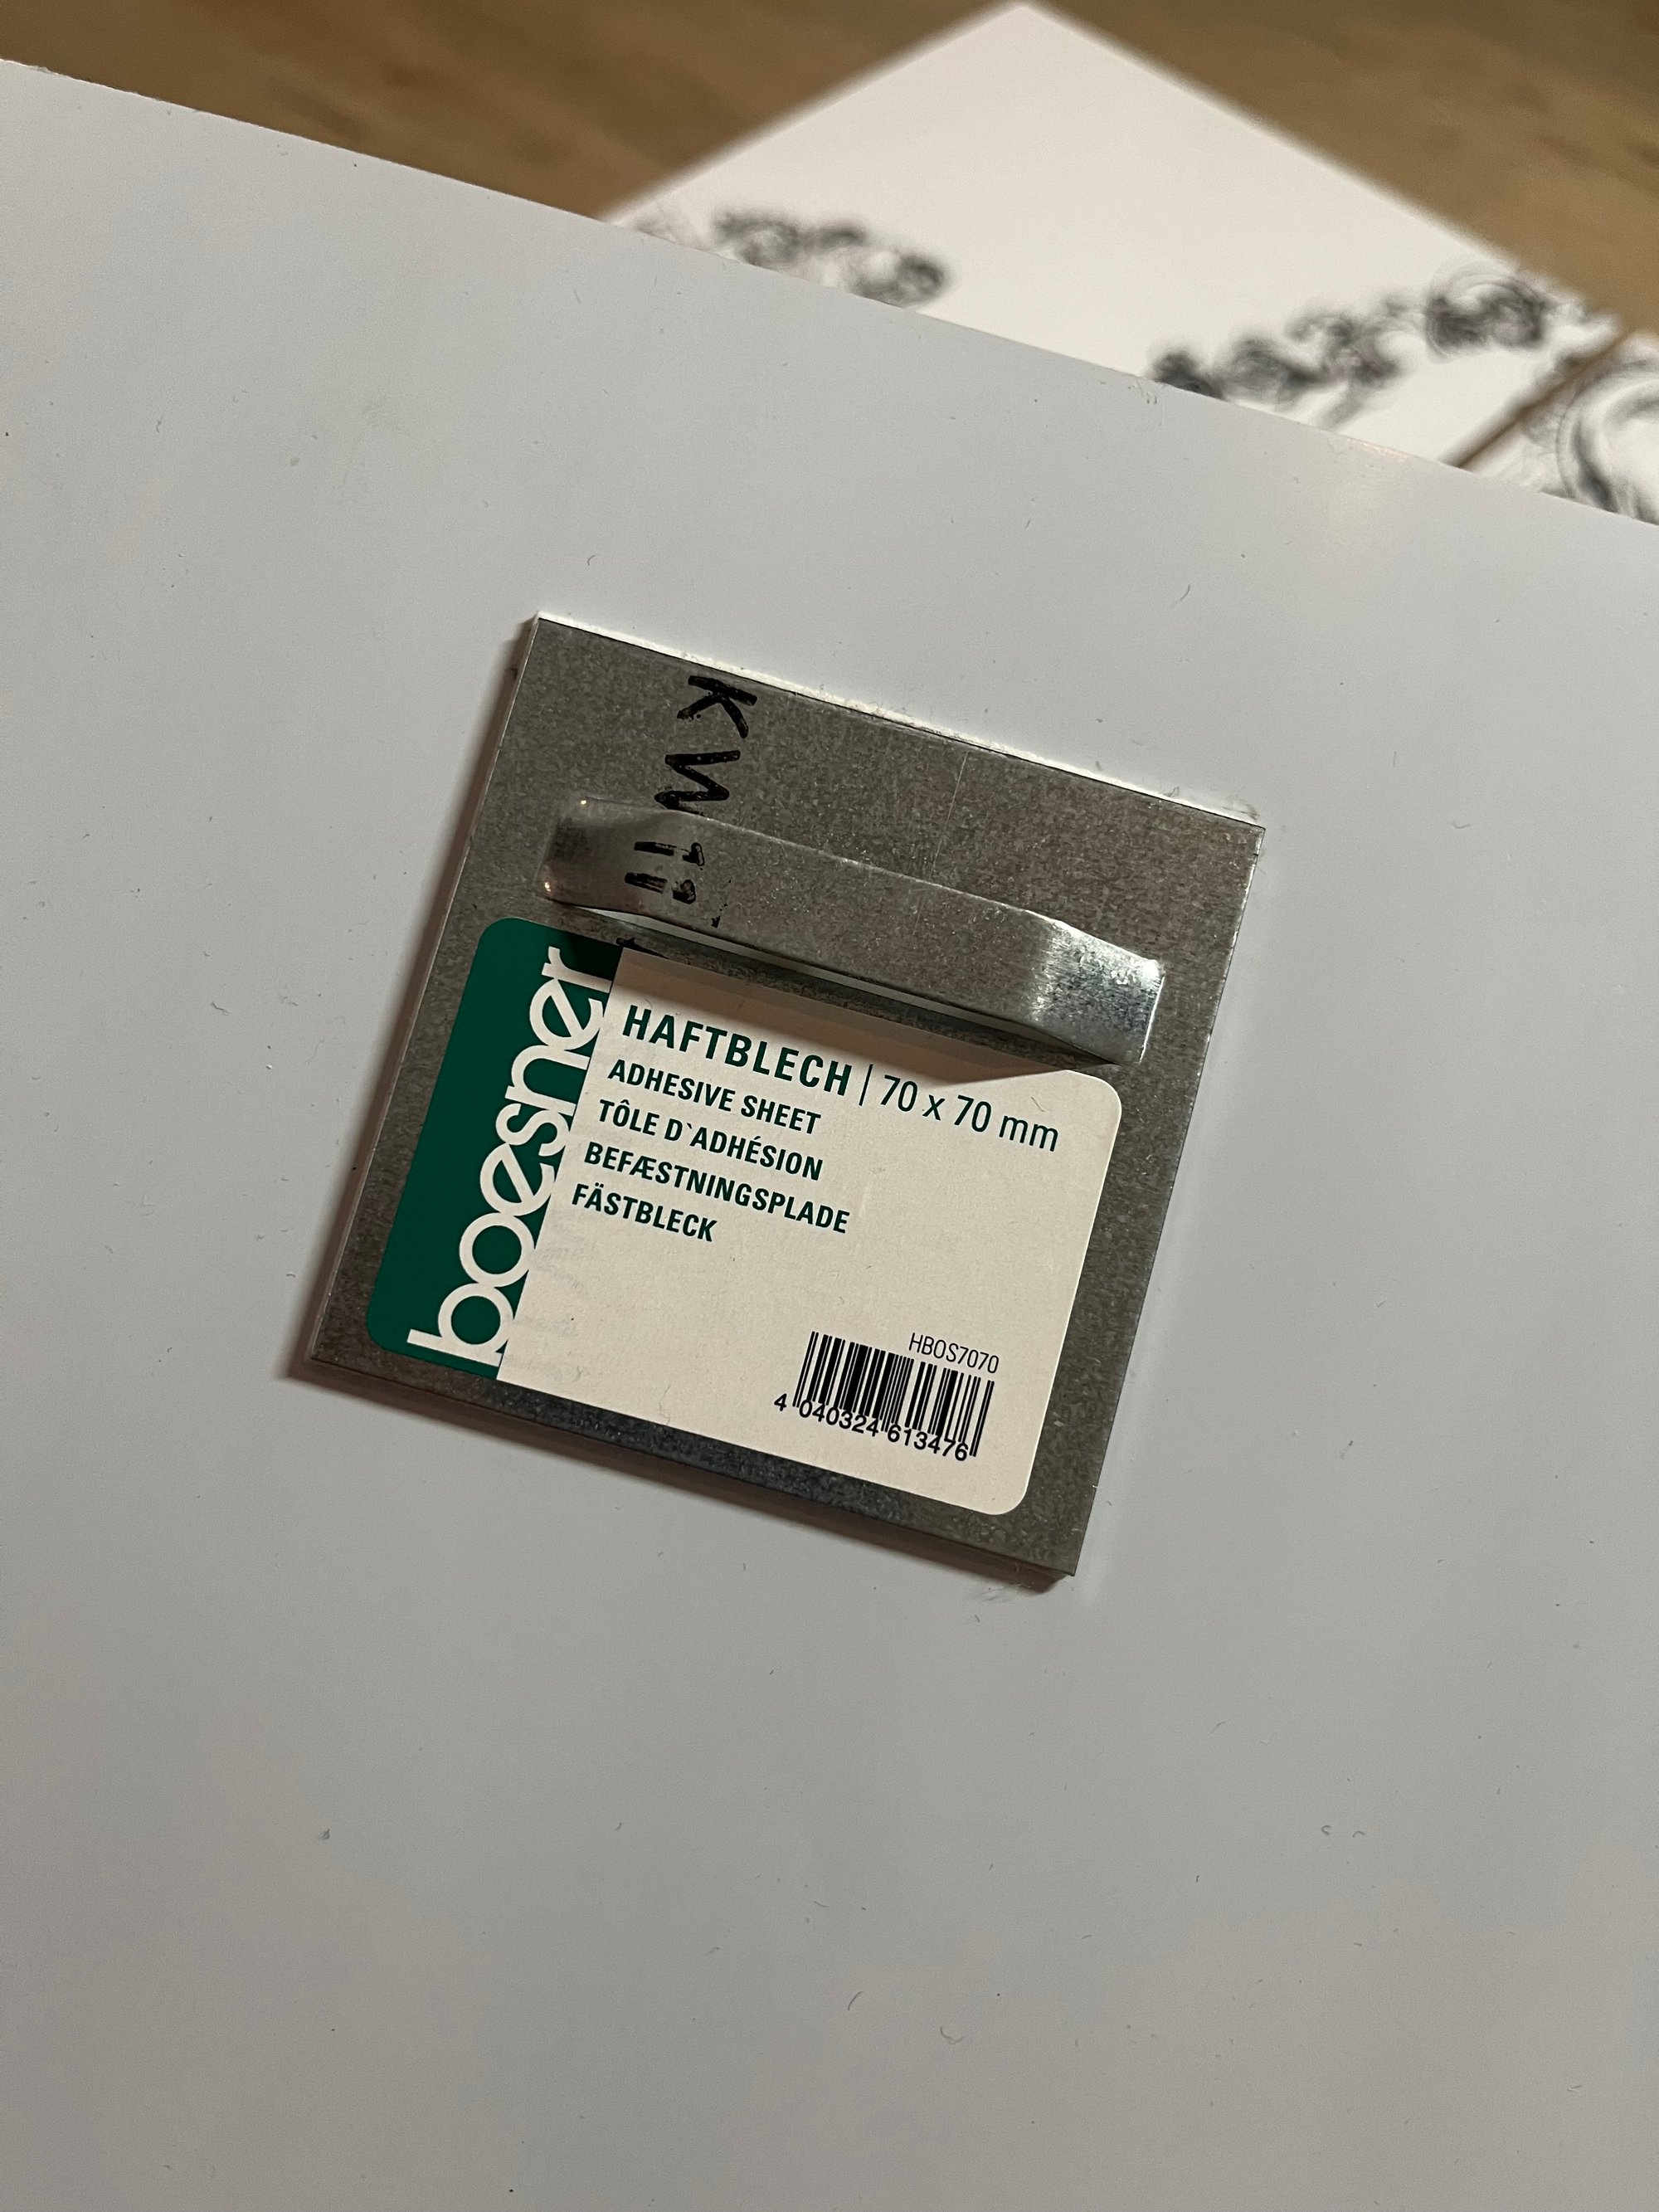 boesner
HAFTBLECH | 70 x 70 mm
ADHESIVE SHEET
TÔLE D`ADHÉSION
BEFÆSTNINGSPLADE
FÄSTBLECK
HBOS7070
4 040324 613476